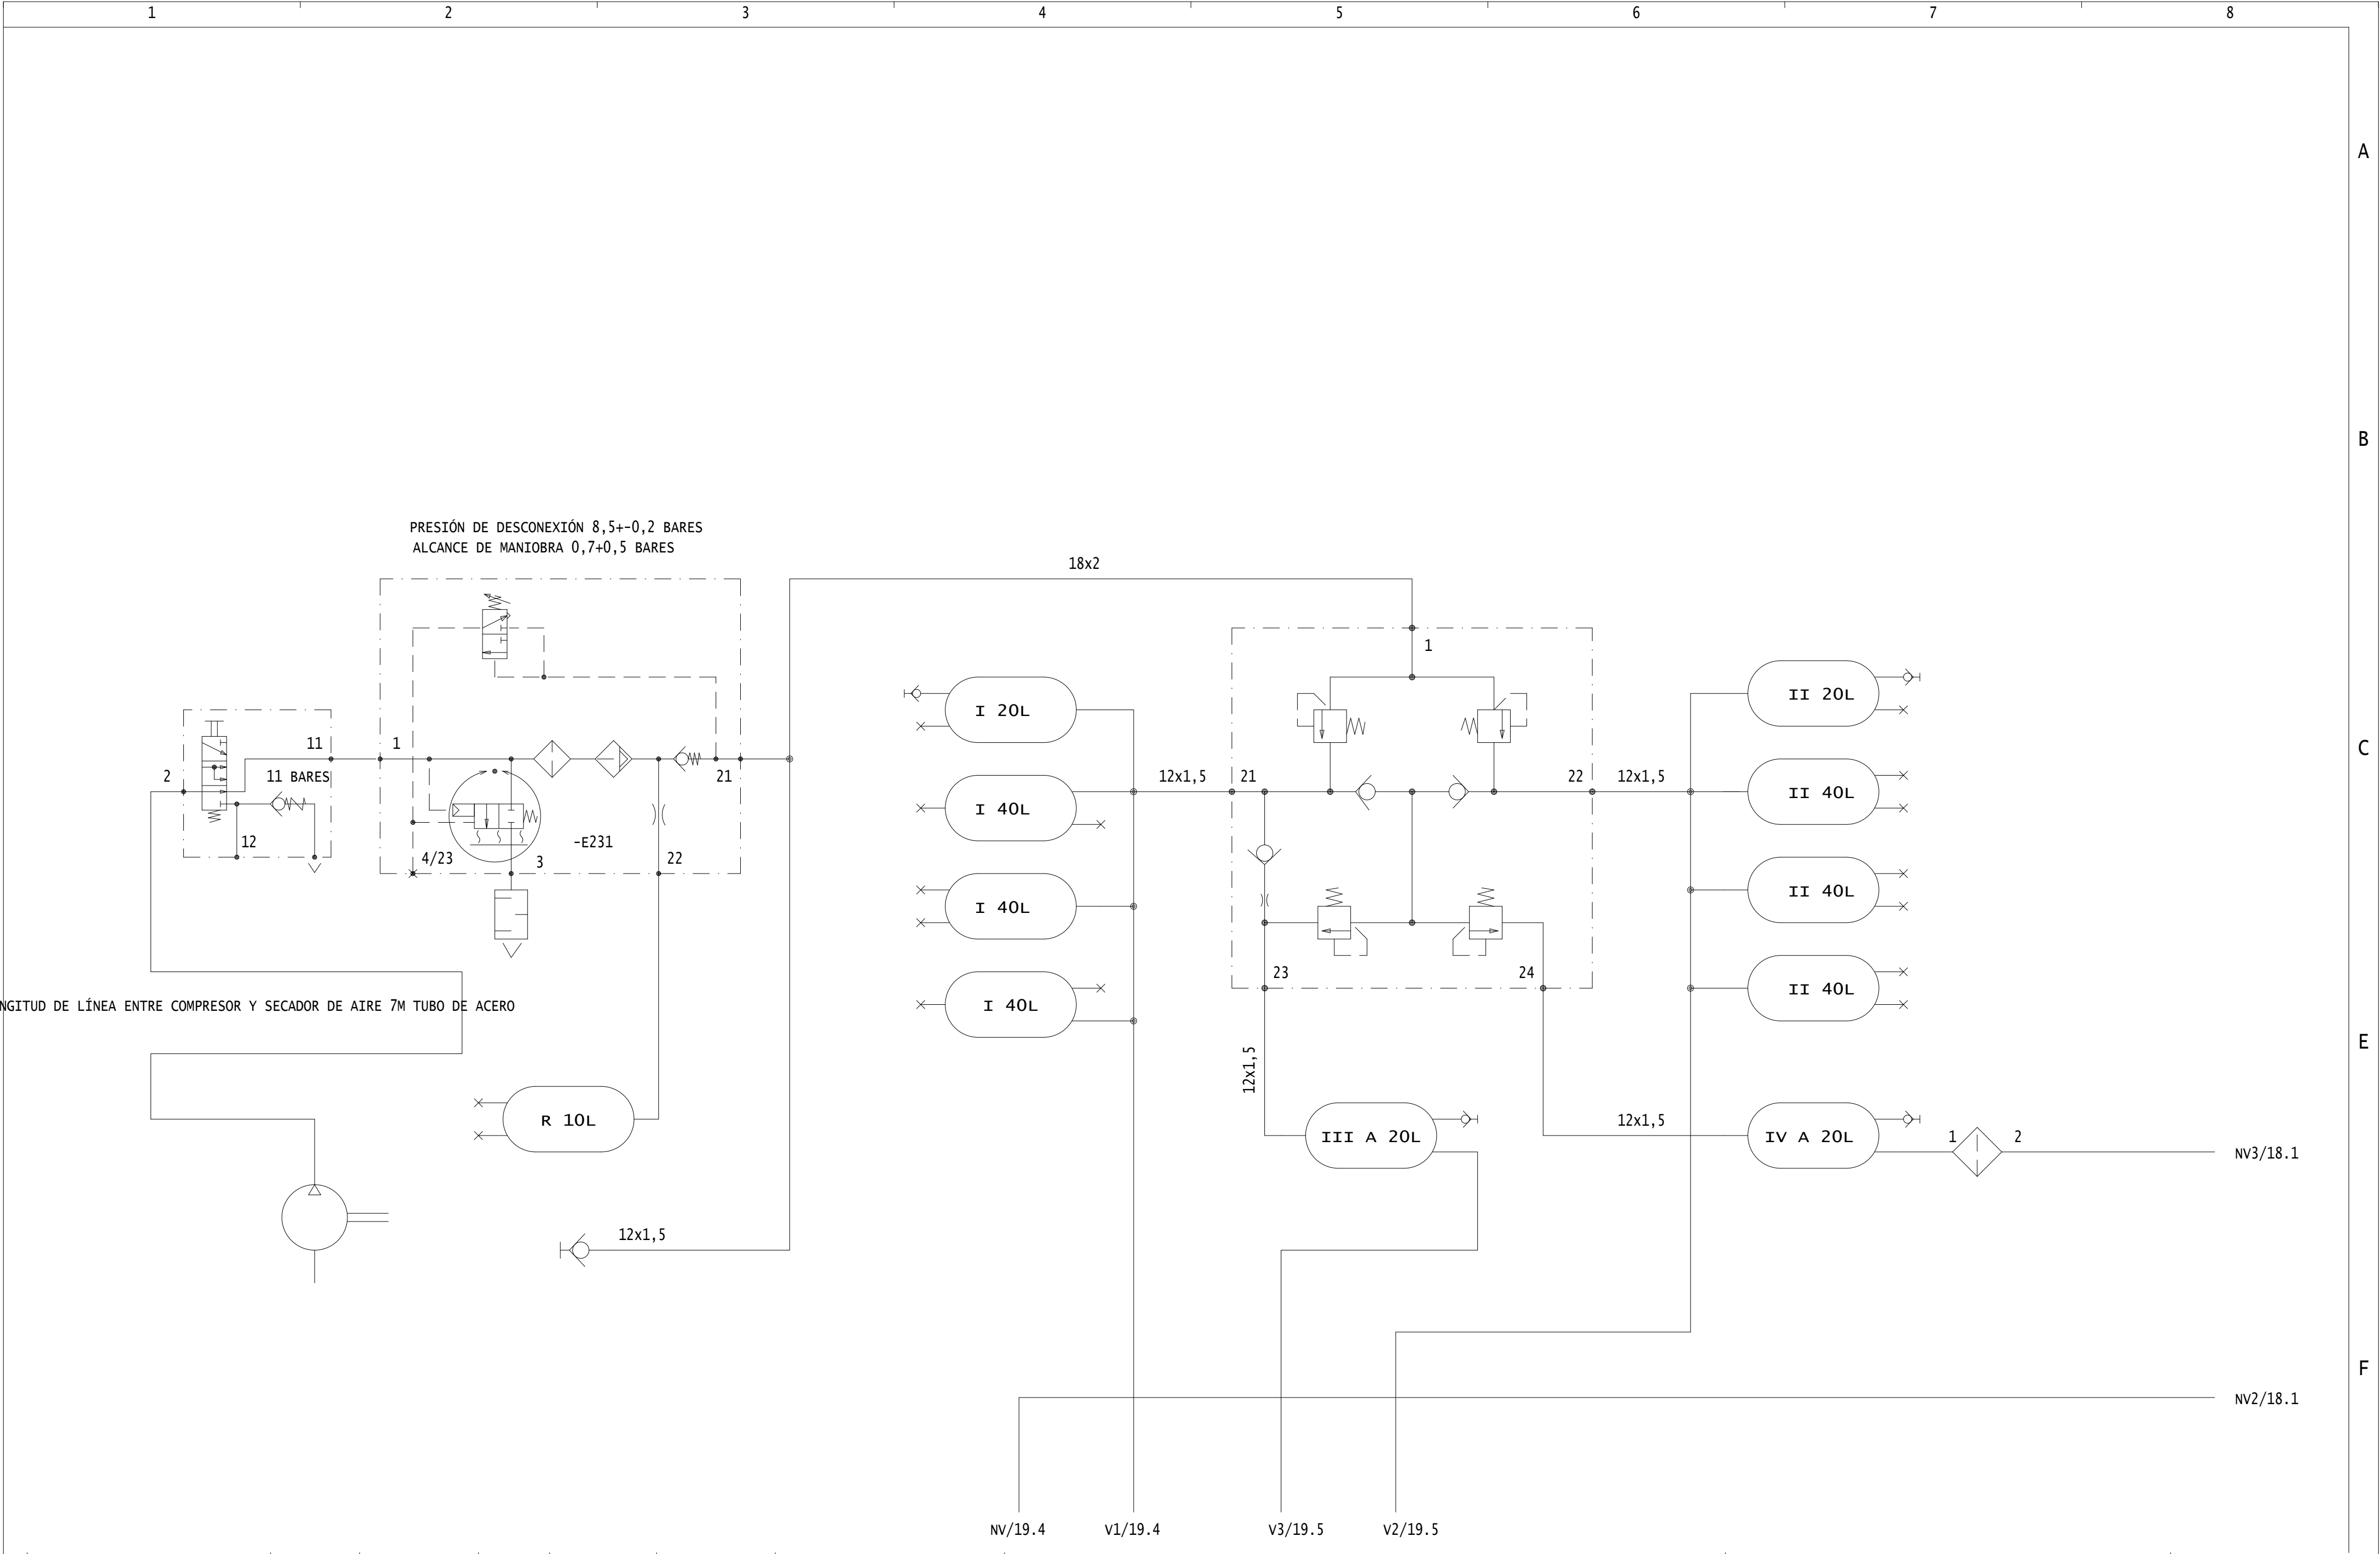 1 2 3 4 5 6 7 8
A
B
PRESIÓN DE DESCONEXIÓN 8,5+-0,2 BARES
ALCANCE DE MANIOBRA 0,7+0,5 BARES
18x2
1
I 20L
II 20L
11
1
C
2
11 BARES
21
12x1,5
21
22
12x1,5
II 40L
I 40L
12
-E231
4/23
3
22
II 40L
I 40L
23
24
II 40L
I 40L
NGITUD DE LÍNEA ENTRE COMPRESOR Y SECADOR DE AIRE 7M TUBO DE ACERO
E
12x1,5
R 10L
12x1,5
III A 20L
IV A 20L
1
2
NV3/18.1
12x1,5
F
NV2/18.1
NV/19.4
V1/19.4
V3/19.5
V2/19.5